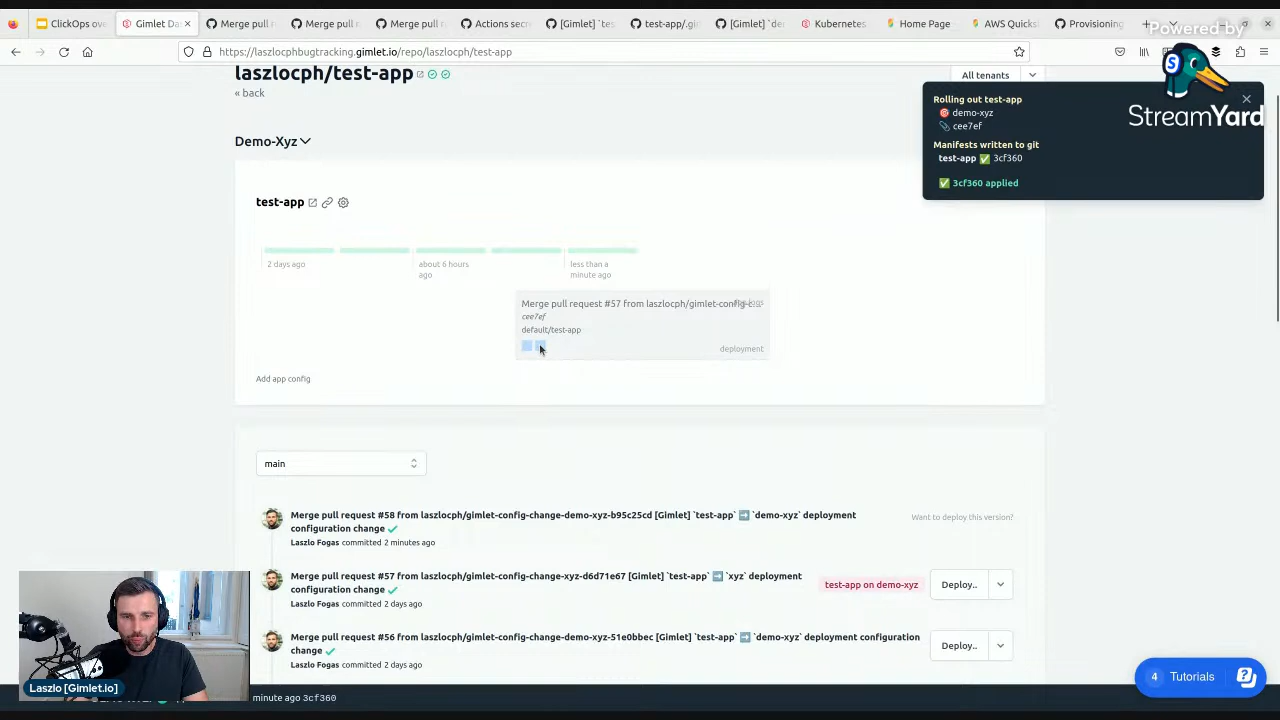 ClickOps ove
Gimlet Da
Merge pull r
Merge pull r
Merge pull r
Actions secr
[Gimlet] `tes
test-app/.gi
[Gimlet] `de
Kubernetes
Home Page
AWS Quicks
Provisioning
Powered by
https://laszlocphbugtracking.gimlet.io/repo/laszlocph/test-app
StreamYard
laszlocph/test-app
All tenants
« back
Rolling out test-app
demo-xyz
cee7ef
Manifests written to git
test-app ✅ 3cf360
✅ 3cf360 applied
Demo-Xyz
test-app
2 days ago
about 6 hours
ago
less than a
minute ago
Merge pull request #57 from laszlocph/gimlet-config-c...
cee7ef
default/test-app
deployment
Add app config
main
Merge pull request #58 from laszlocph/gimlet-config-change-demo-xyz-b95c25cd [Gimlet] `test-app` ➡️ `demo-xyz` deployment
configuration change
Want to deploy this version?
Laszlo Fogas committed 2 minutes ago
Merge pull request #57 from laszlocph/gimlet-config-change-xyz-d6d71e67 [Gimlet] `test-app` ➡️ `xyz` deployment
configuration change
test-app on demo-xyz
Deploy..
Laszlo Fogas committed 2 days ago
Merge pull request #56 from laszlocph/gimlet-config-change-demo-xyz-51e0bbec [Gimlet] `test-app` ➡️ `demo-xyz` deployment configuration
change
Deploy..
Laszlo Fogas committed 2 days ago
4 Tutorials
Laszlo [Gimlet.io]
minute ago 3cf360